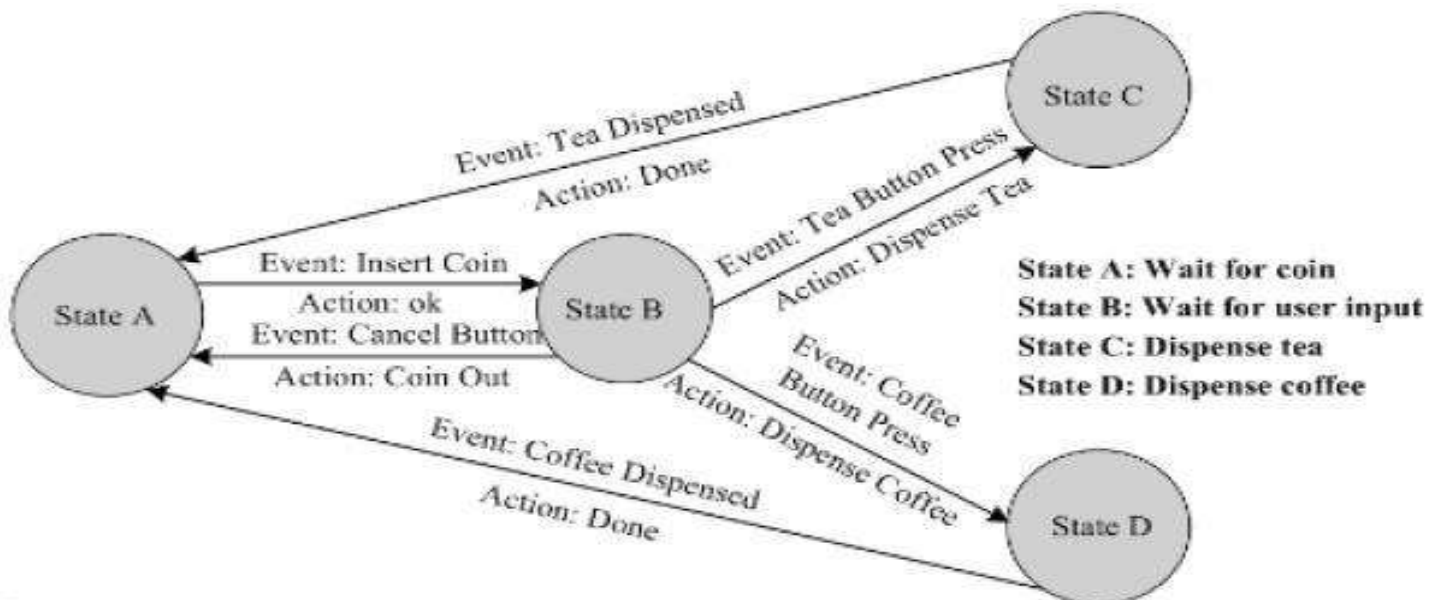 State C
Event: Tea Dispensed
Action: Done
Event: Tea Button Press
Action: Dispense Tea
State A
Event: Insert Coin
Action: ok
Event: Cancel Button
Action: Coin Out
State B
State A: Wait for coin
State B: Wait for user input
State C: Dispense tea
State D: Dispense coffee
Event: Coffee
Button Press
Action: Dispense Coffee
Event: Coffee Dispensed
Action: Done
State D